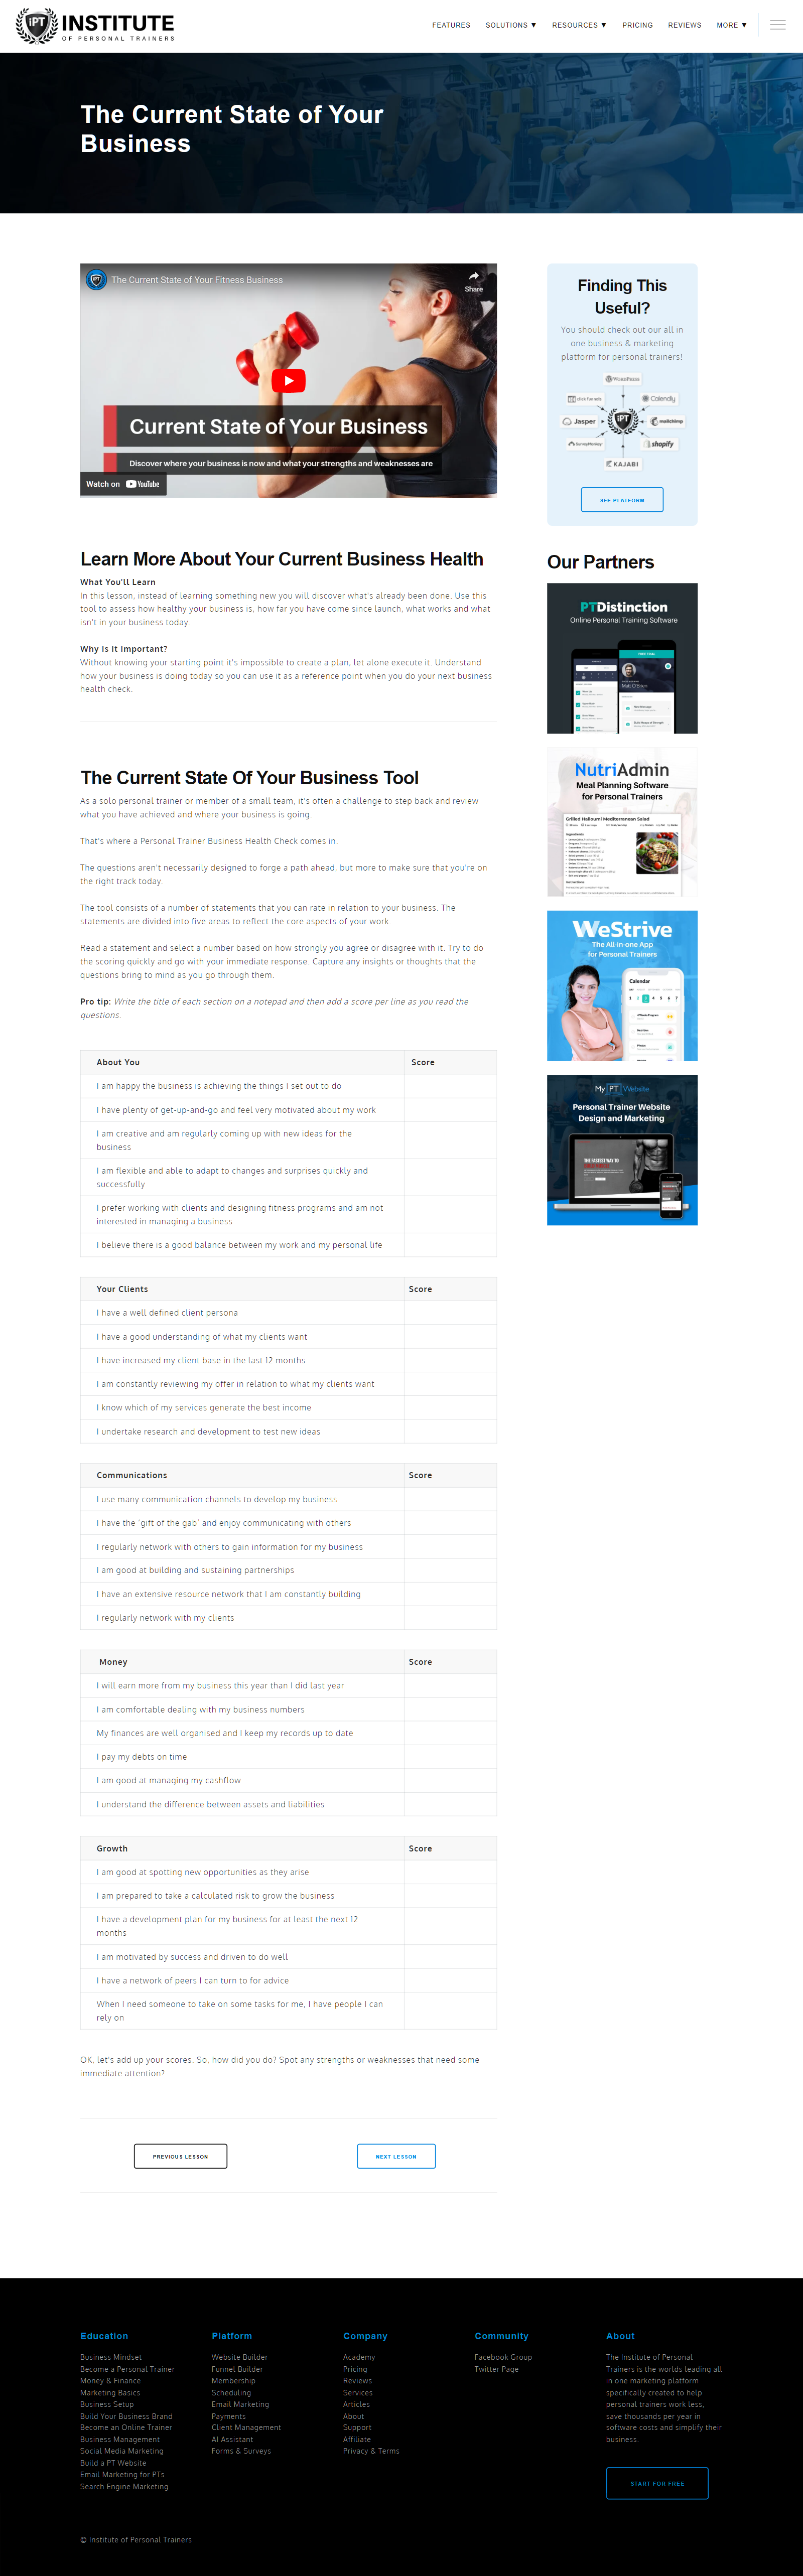 iPT INSTITUTE
OF PERSONAL TRAINERS
FEATURES SOLUTIONS ▼ RESOURCES ▼ PRICING REVIEWS MORE ▼
The Current State of Your
Business
iPT The Current State of Your Fitness Business
Share
Current State of Your Business
Discover where your business is now and what your strengths and weaknesses are
Watch on YouTube
Learn More About Your Current Business Health
What You'll Learn
In this lesson, instead of learning something new you will discover what's already been done. Use this
tool to assess how healthy your business is, how far you have come since launch, what works and what
isn't in your business today.
Why Is It Important?
Without knowing your starting point it's impossible to create a plan, let alone execute it. Understand
how your business is doing today so you can use it as a reference point when you do your next business
health check.
The Current State Of Your Business Tool
As a solo personal trainer or member of a small team, it's often a challenge to step back and review
what you have achieved and where your business is going.
That's where a Personal Trainer Business Health Check comes in.
The questions aren't necessarily designed to forge a path ahead, but more to make sure that you're on
the right track today.
The tool consists of a number of statements that you can rate in relation to your business. The
statements are divided into five areas to reflect the core aspects of your work.
Read a statement and select a number based on how strongly you agree or disagree with it. Try to do
the scoring quickly and go with your immediate response. Capture any insights or thoughts that the
questions bring to mind as you go through them.
Pro tip: Write the title of each section on a notepad and then add a score per line as you read the
questions.
About You Score
I am happy the business is achieving the things I set out to do
I have plenty of get-up-and-go and feel very motivated about my work
I am creative and am regularly coming up with new ideas for the
business
I am flexible and able to adapt to changes and surprises quickly and
successfully
I prefer working with clients and designing fitness programs and am not
interested in managing a business
I believe there is a good balance between my work and my personal life
Your Clients Score
I have a well defined client persona
I have a good understanding of what my clients want
I have increased my client base in the last 12 months
I am constantly reviewing my offer in relation to what my clients want
I know which of my services generate the best income
I undertake research and development to test new ideas
Communications Score
I use many communication channels to develop my business
I have the 'gift of the gab' and enjoy communicating with others
I regularly network with others to gain information for my business
I am good at building and sustaining partnerships
I have an extensive resource network that I am constantly building
I regularly network with my clients
Money Score
I will earn more from my business this year than I did last year
I am comfortable dealing with my business numbers
My finances are well organised and I keep my records up to date
I pay my debts on time
I am good at managing my cashflow
I understand the difference between assets and liabilities
Growth Score
I am good at spotting new opportunities as they arise
I am prepared to take a calculated risk to grow the business
I have a development plan for my business for at least the next 12
months
I am motivated by success and driven to do well
I have a network of peers I can turn to for advice
When I need someone to take on some tasks for me, I have people I can
rely on
OK, let's add up your scores. So, how did you do? Spot any strengths or weaknesses that need some
immediate attention?
PREVIOUS LESSON NEXT LESSON
Finding This
Useful?
You should check out our all in
one business & marketing
platform for personal trainers!
WordPress
click funnels Calendly
Jasper iPT mailchimp
SurveyMonkey shopify
KAJABI
SEE PLATFORM
Our Partners
PTDistinction
Online Personal Training Software
NutriAdmin
Meal Planning Software
for Personal Trainers
Grilled Halloumi Mediterranean Salad
Ingredients:
WeStrive
The All-in-one App
for Personal Trainers
Calendar
1 2 3 4 5 6 7
My PT Website
Personal Trainer Website
Design and Marketing
THE FASTEST WAY TO
Education
Business Mindset
Become a Personal Trainer
Money & Finance
Marketing Basics
Business Setup
Build Your Business Brand
Become an Online Trainer
Business Management
Social Media Marketing
Build a PT Website
Email Marketing for PTs
Search Engine Marketing
Platform
Website Builder
Funnel Builder
Membership
Scheduling
Email Marketing
Payments
Client Management
AI Assistant
Forms & Surveys
Company
Academy
Pricing
Reviews
Services
Articles
About
Support
Affiliate
Privacy & Terms
Community
Facebook Group
Twitter Page
About
The Institute of Personal
Trainers is the worlds leading all
in one marketing platform
specifically created to help
personal trainers work less,
save thousands per year in
software costs and simplify their
business.
START FOR FREE
© Institute of Personal Trainers